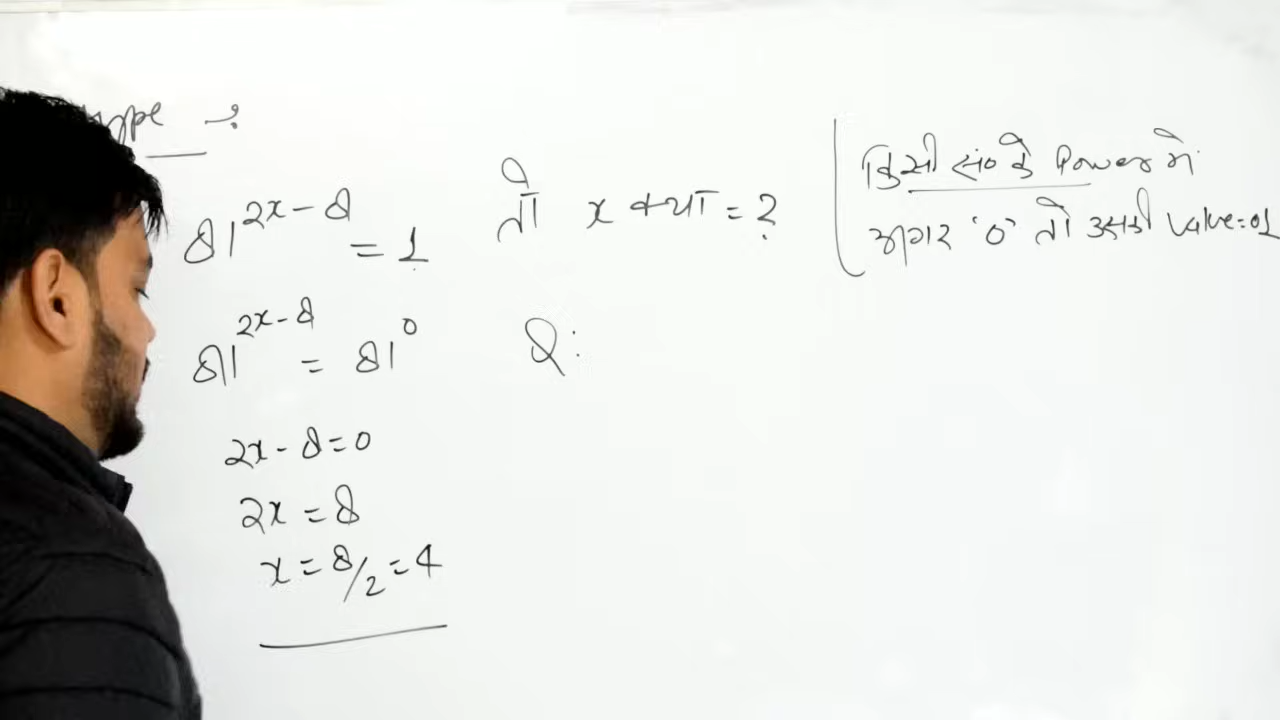 ype :
81^{2x-8} = 1 तो x क्या = ?
81^{2x-8} = 81^0
2x - 8 = 0
2x = 8
x = 8/2 = 4
Q:
किसी सं० के Power में
अगर '0' तो उसकी value = 01